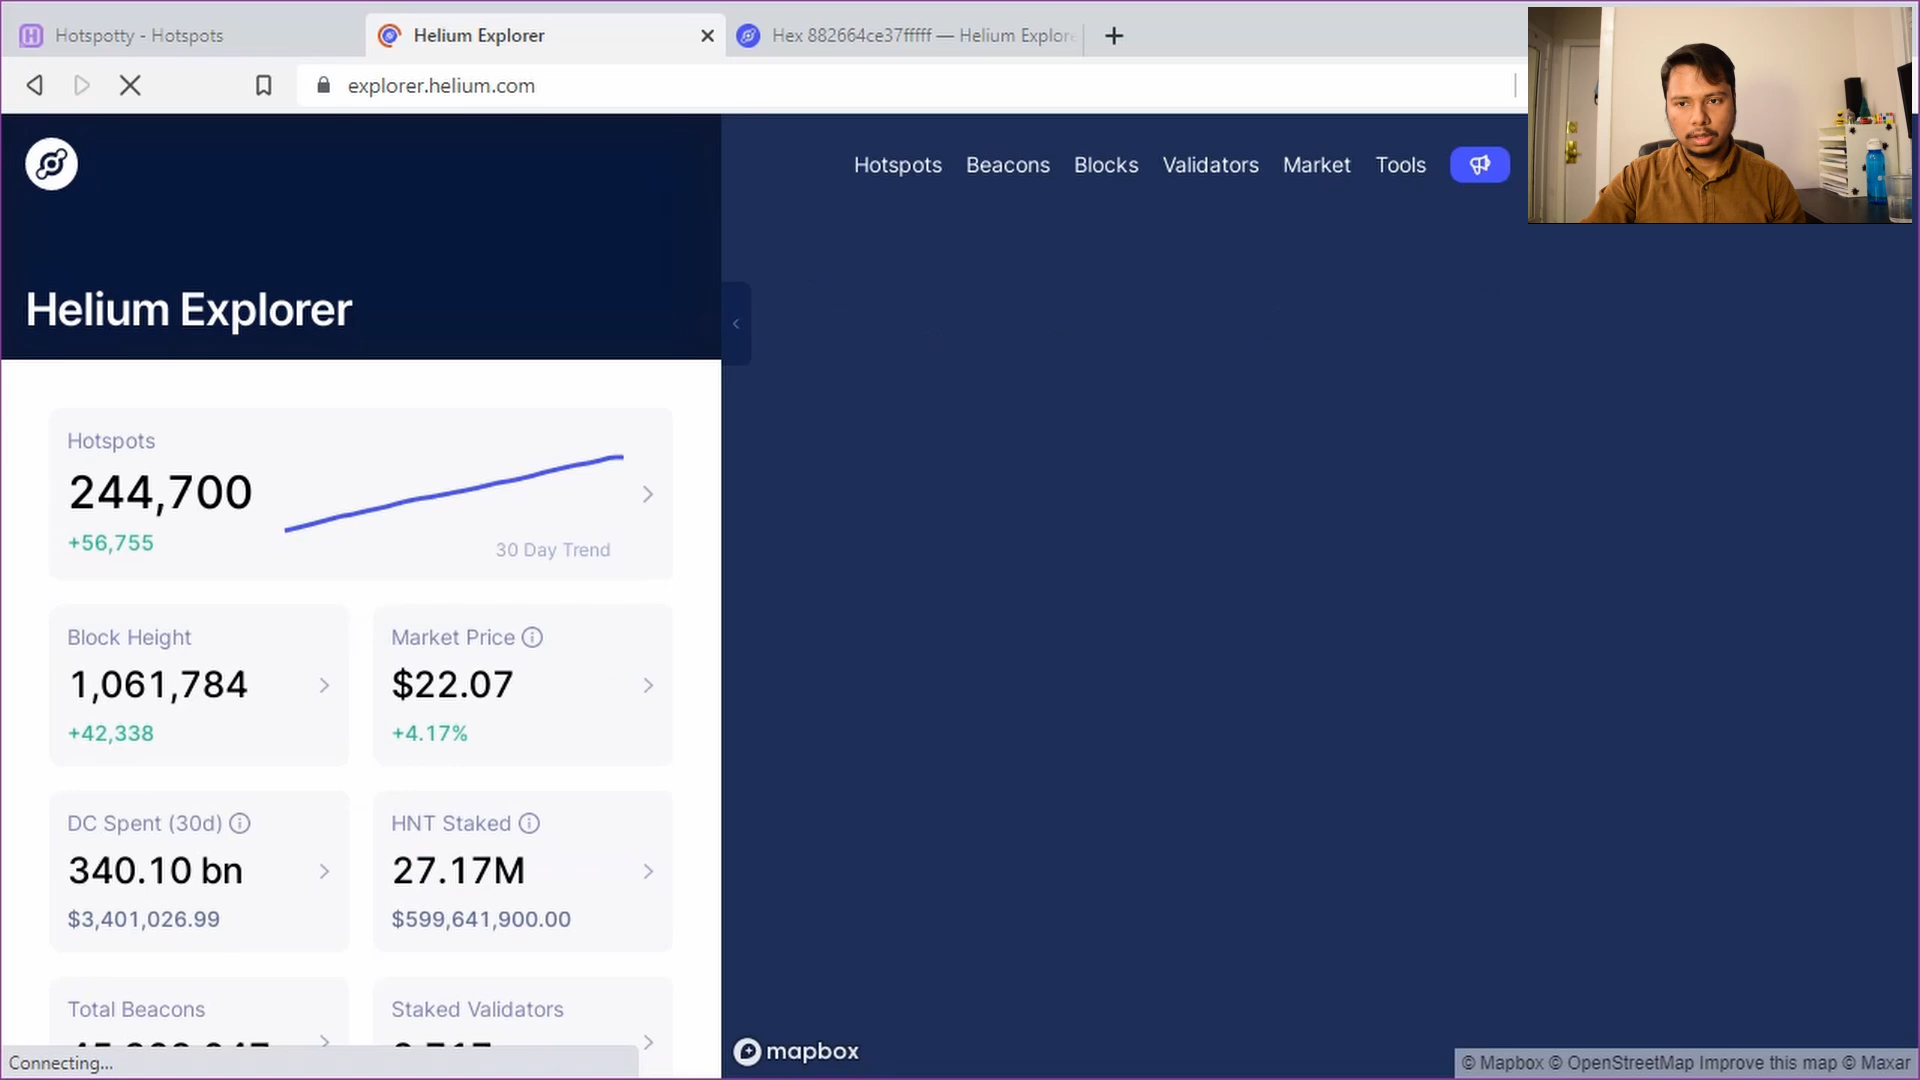 Hotspotty - Hotspots
Helium Explorer
Hex 882664ce37fffff — Helium Explore
explorer.helium.com
Hotspots Beacons Blocks Validators Market Tools
Helium Explorer
Hotspots
244,700
+56,755
30 Day Trend
Block Height
1,061,784
+42,338
Market Price
$22.07
+4.17%
DC Spent (30d)
340.10 bn
$3,401,026.99
HNT Staked
27.17M
$599,641,900.00
Total Beacons
Staked Validators
Connecting...
mapbox
© Mapbox © OpenStreetMap Improve this map © Maxar